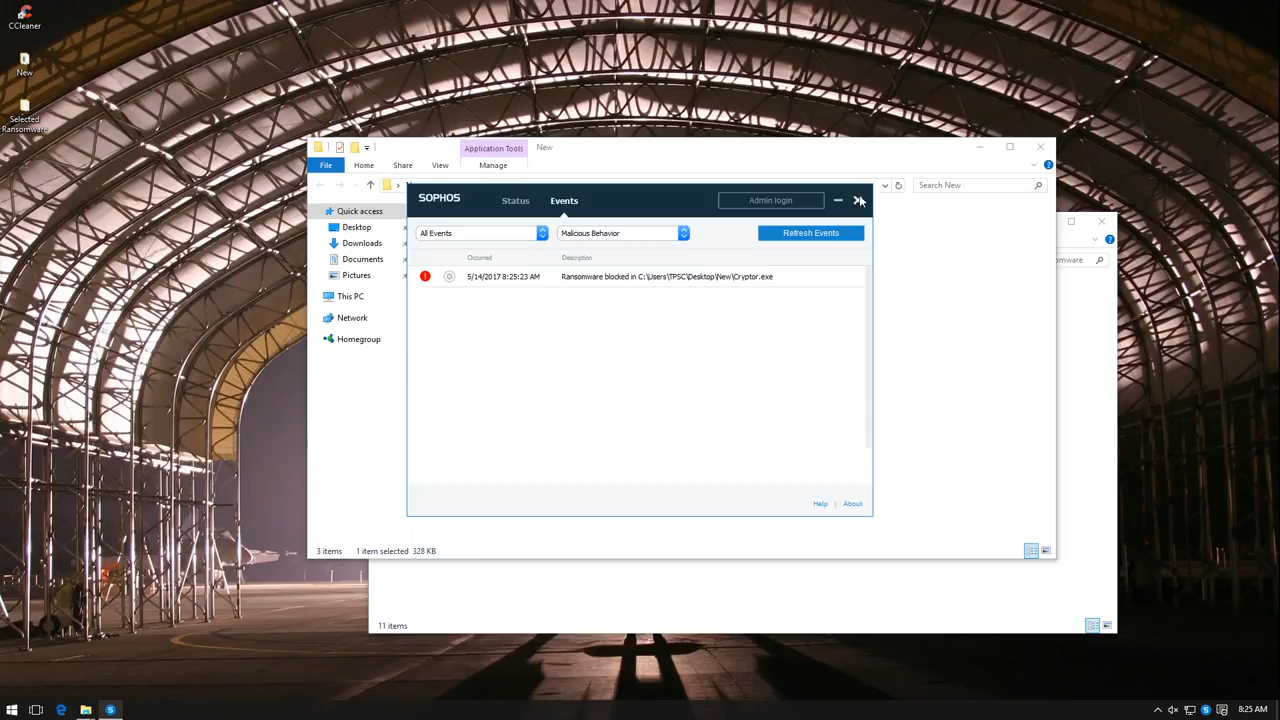 CCleaner
New
Selected
Ransomware
Application Tools
New
File
Home
Share
View
Manage
Search New
Quick access
Desktop
Downloads
Documents
Pictures
This PC
Network
Homegroup
SOPHOS
Status
Events
Admin login
All Events
Malicious Behavior
Refresh Events
Occurred
Description
5/14/2017 8:25:23 AM
Ransomware blocked in C:\Users\TPSC\Desktop\New\Cryptor.exe
Help | About
3 items
1 item selected 328 KB
11 items
8:25 AM